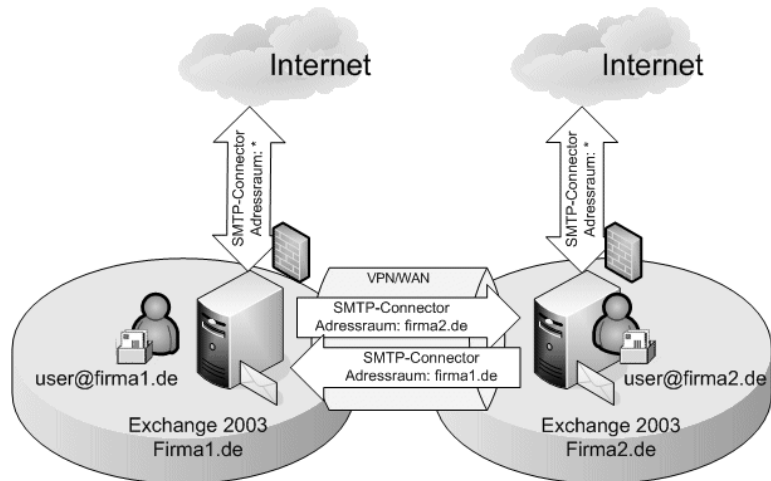 Internet
Internet
SMTP-Connector
Adressraum: *
SMTP-Connector
Adressraum: *
VPN/WAN
SMTP-Connector
Adressraum: firma2.de
SMTP-Connector
Adressraum: firma1.de
user@firma1.de
user@firma2.de
Exchange 2003
Firma1.de
Exchange 2003
Firma2.de